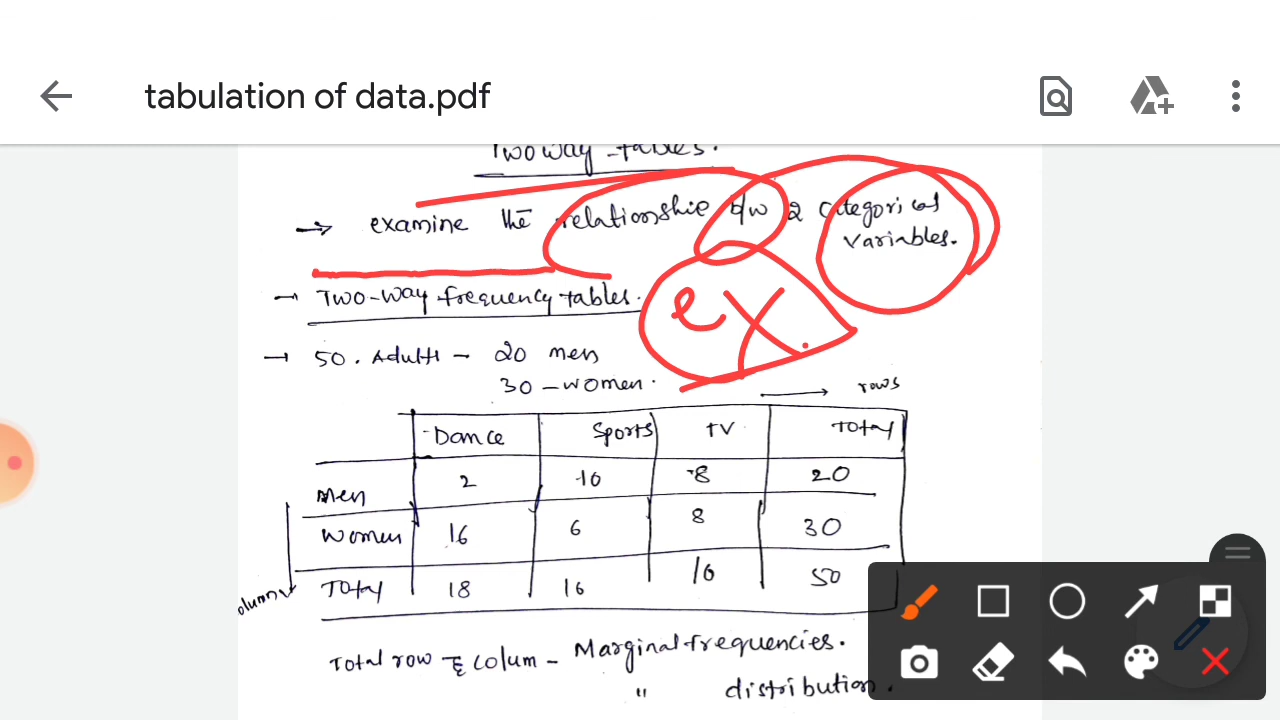 tabulation of data.pdf
Two way -tables.
→ examine the relationship b/w 2 categorical
variables.
ex.
→ Two-way frequency tables.
→ 50. Adults - 20 men
30 -women.
→ rows
Dance Sports TV Total
Men 2 10 8 20
Women 16 6 8 30
Total 18 16 16 50
Total row & colum - Marginal frequencies.
" distribution.